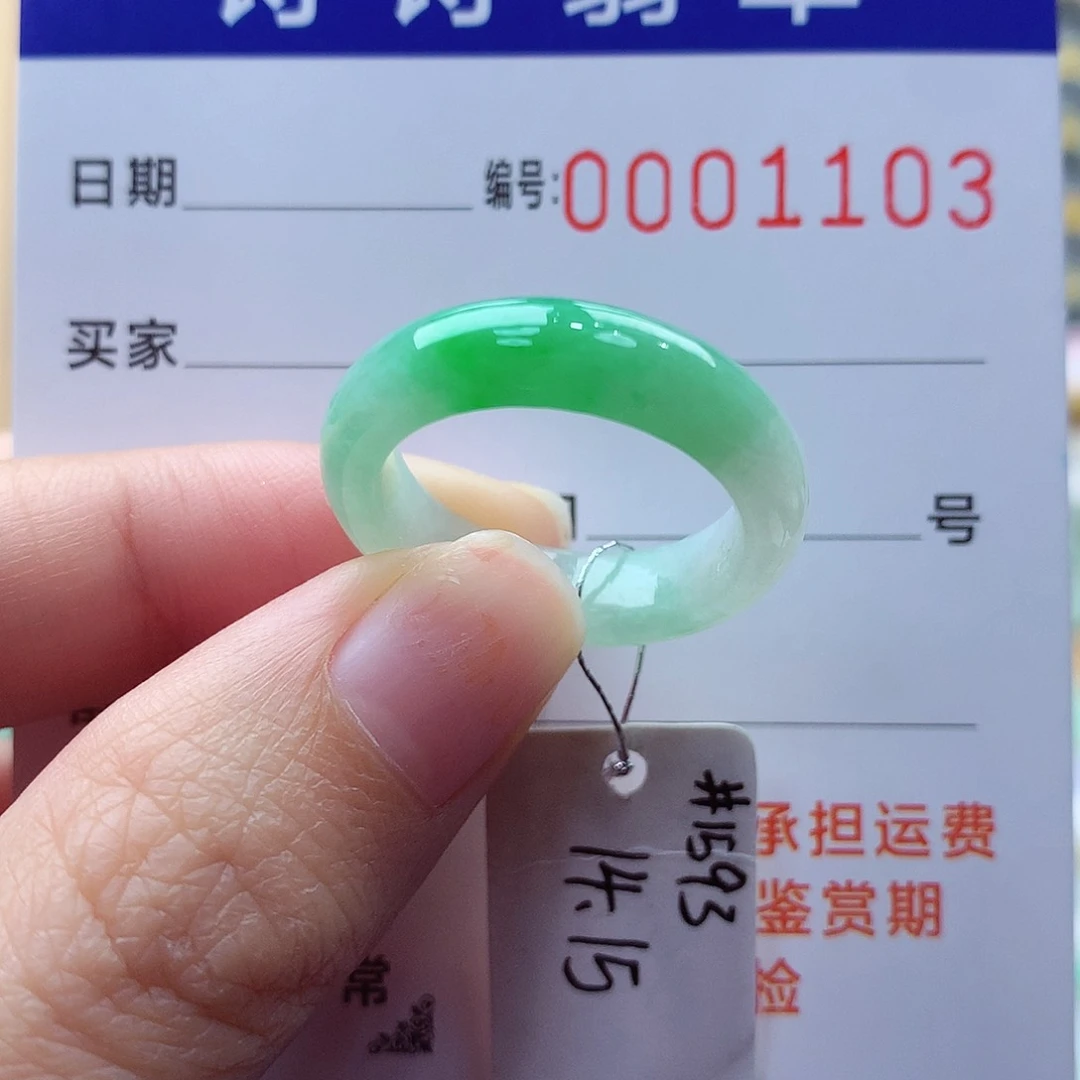 日期 编号:0001103
买家
号
#1593
14.15
承担运费
鉴赏期
检
常